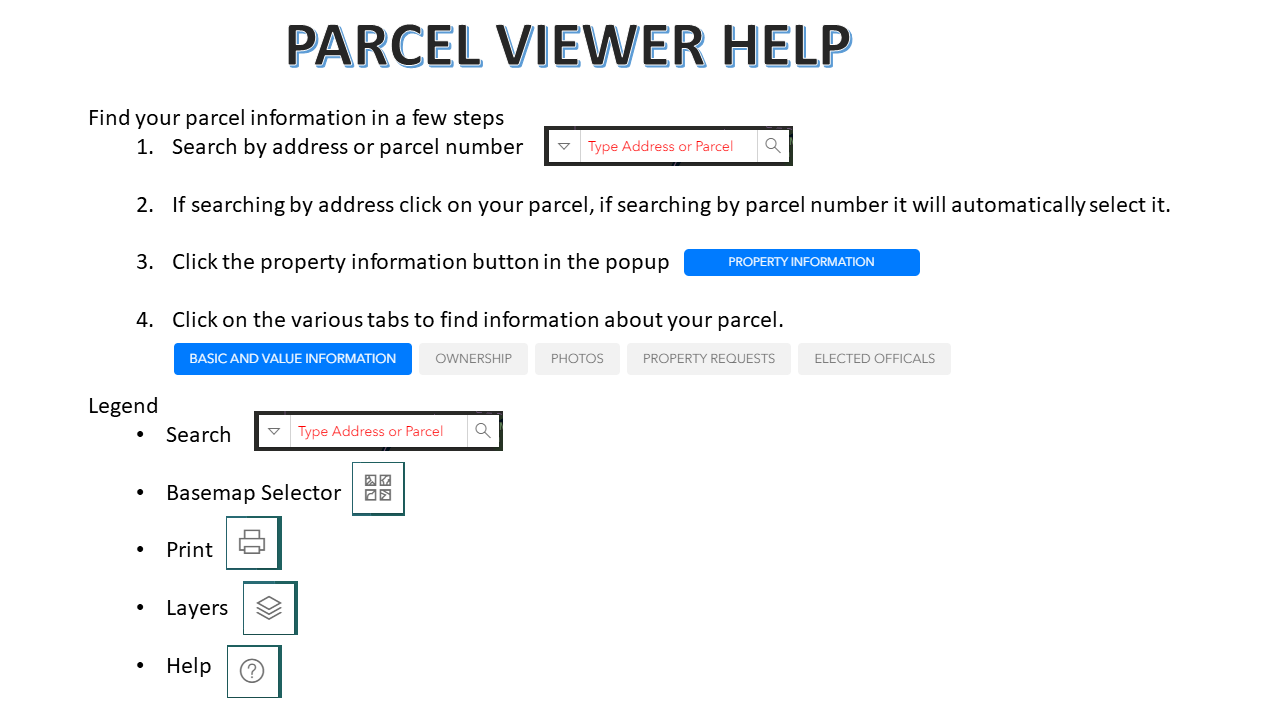 PARCEL VIEWER HELP
Find your parcel information in a few steps
1. Search by address or parcel number Type Address or Parcel
2. If searching by address click on your parcel, if searching by parcel number it will automatically select it.
3. Click the property information button in the popup PROPERTY INFORMATION
4. Click on the various tabs to find information about your parcel.
BASIC AND VALUE INFORMATION OWNERSHIP PHOTOS PROPERTY REQUESTS ELECTED OFFICALS
Legend
• Search Type Address or Parcel
• Basemap Selector
• Print
• Layers
• Help ?